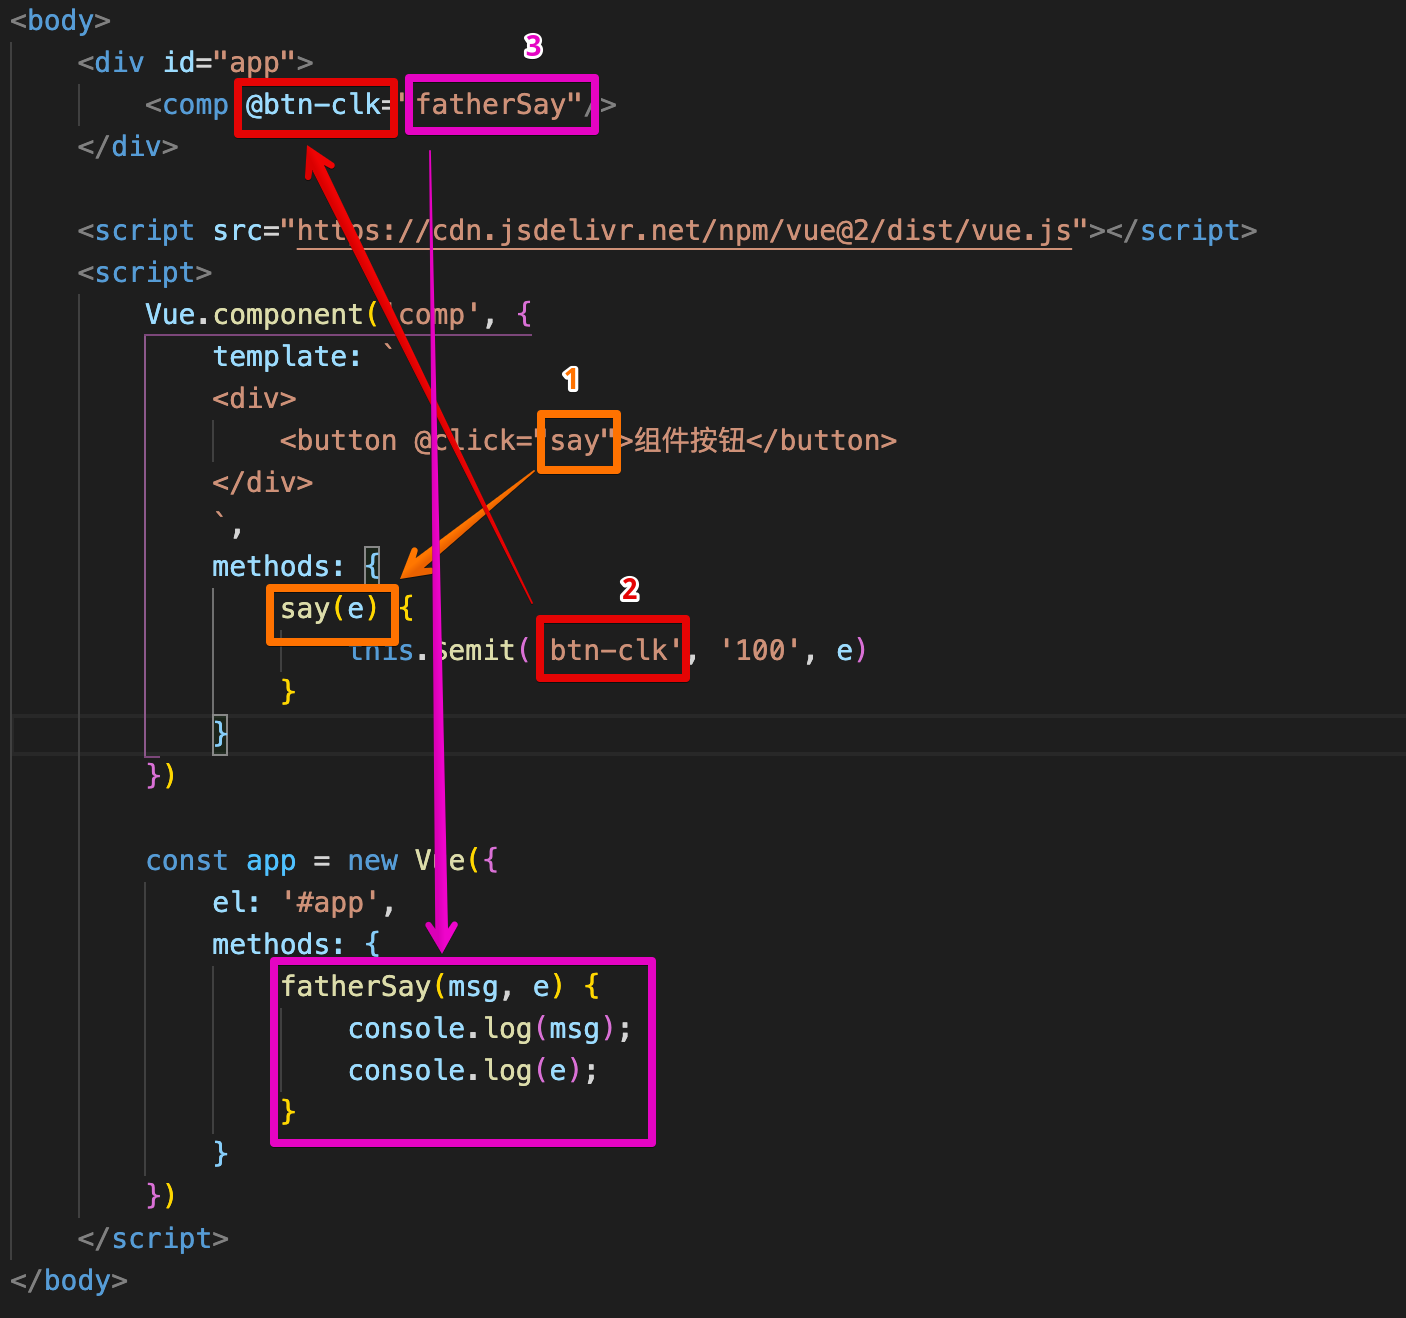 <body>
<div id="app">
3
<comp @btn-clk="fatherSay"/>
</div>
<script src="https://cdn.jsdelivr.net/npm/vue@2/dist/vue.js"></script>
<script>
Vue.component('comp', {
template: `
1
<div>
<button @click="say">组件按钮</button>
</div>
`,
methods: {
2
say(e) {
this.$emit('btn-clk', '100', e)
}
}
})
const app = new Vue({
el: '#app',
methods: {
fatherSay(msg, e) {
console.log(msg);
console.log(e);
}
}
})
</script>
</body>